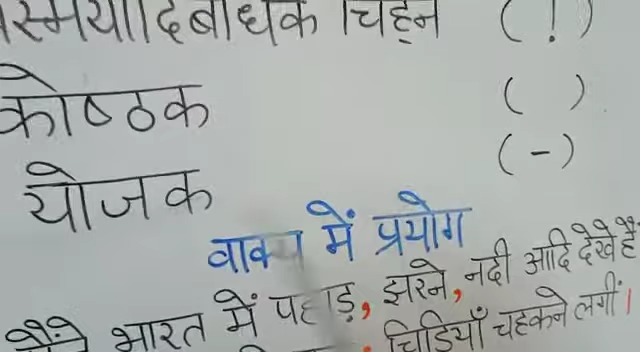 स्मयादिबोधक चिह्न ( ! )
कोष्ठक ( )
योजक ( - )
वाक्य में प्रयोग
मैंने भारत में पहाड़, झरने, नदी आदि देखे हैं
चिडियाँ चहकने लगीं।